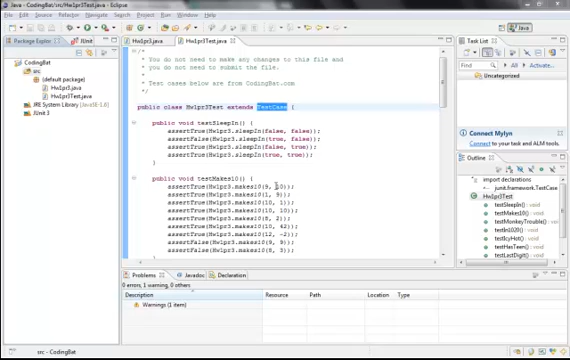 Java - CodingBat/src/Hw1pr3Test.java - Eclipse
File Edit Source Refactor Navigate Search Project Run Window Help
Java
Package Explorer JUnit
CodingBat
src
(default package)
Hw1pr3.java
Hw1pr3Test.java
JRE System Library [JavaSE-1.6]
JUnit 3
Hw1pr3.java Hw1pr3Test.java
/*
* You do not need to make any changes to this file and
* you do not need to submit the file.
*
* Test cases below are from CodingBat.com
*/
public class Hw1pr3Test extends TestCase {
public void testSleepIn() {
assertTrue(Hw1pr3.sleepIn(false, false));
assertFalse(Hw1pr3.sleepIn(true, false));
assertTrue(Hw1pr3.sleepIn(false, true));
assertTrue(Hw1pr3.sleepIn(true, true));
}
public void testMakes10() {
assertTrue(Hw1pr3.makes10(9, 10));
assertTrue(Hw1pr3.makes10(1, 9));
assertTrue(Hw1pr3.makes10(10, 1));
assertTrue(Hw1pr3.makes10(10, 10));
assertTrue(Hw1pr3.makes10(8, 2));
assertTrue(Hw1pr3.makes10(10, 42));
assertTrue(Hw1pr3.makes10(12, -2));
assertFalse(Hw1pr3.makes10(9, 9));
Task List
Find All Activate...
Uncategorized
Connect Mylyn
Connect to your task and ALM tools.
Outline
import declarations
junit.framework.TestCase
Hw1pr3Test
testSleepIn() : void
testMakes10() : void
testMonkeyTrouble() : void
testIn1020() : void
testIcyHot() : void
testHasTeen() : void
testLastDigit() : void
Problems Javadoc Declaration
0 errors, 1 warning, 0 others
Description Resource Path Location Type
Warnings (1 item)
src - CodingBat